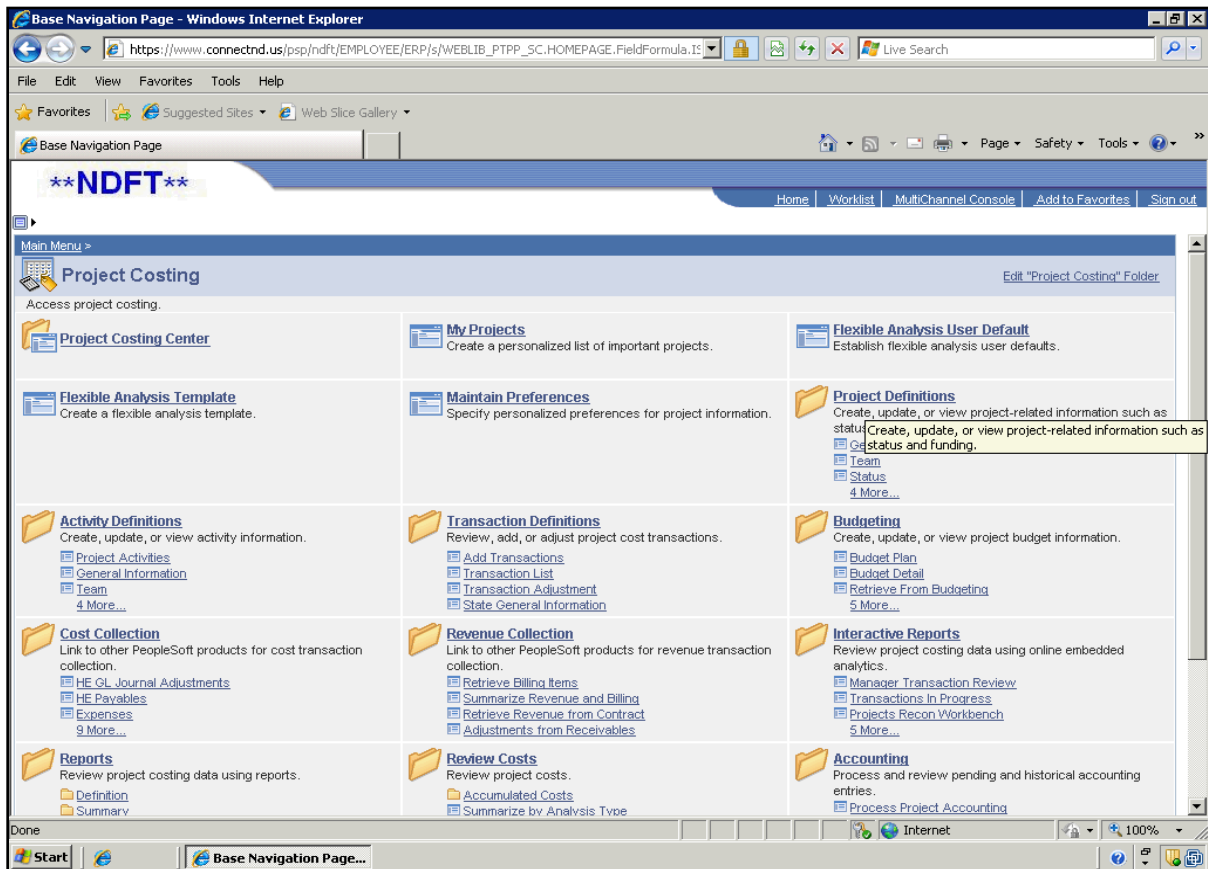 Base Navigation Page - Windows Internet Explorer
https://www.connectnd.us/psp/ndft/EMPLOYEE/ERP/s/WEBLIB_PTPP_SC.HOMEPAGE.FieldFormula.IS
Live Search
File Edit View Favorites Tools Help
Favorites Suggested Sites Web Slice Gallery
Base Navigation Page
Page Safety Tools
**NDFT**
Home Worklist MultiChannel Console Add to Favorites Sign out
Main Menu >
Project Costing
Edit "Project Costing" Folder
Access project costing.
Project Costing Center
My Projects
Create a personalized list of important projects.
Flexible Analysis User Default
Establish flexible analysis user defaults.
Flexible Analysis Template
Create a flexible analysis template.
Maintain Preferences
Specify personalized preferences for project information.
Project Definitions
Create, update, or view project-related information such as
statu
Create, update, or view project-related information such as
status and funding.
Ge
Team
Status
4 More...
Activity Definitions
Create, update, or view activity information.
Project Activities
General Information
Team
4 More...
Transaction Definitions
Review, add, or adjust project cost transactions.
Add Transactions
Transaction List
Transaction Adjustment
State General Information
Budgeting
Create, update, or view project budget information.
Budget Plan
Budget Detail
Retrieve From Budgeting
5 More...
Cost Collection
Link to other PeopleSoft products for cost transaction
collection.
HE GL Journal Adjustments
HE Payables
Expenses
9 More...
Revenue Collection
Link to other PeopleSoft products for revenue transaction
collection.
Retrieve Billing Items
Summarize Revenue and Billing
Retrieve Revenue from Contract
Adjustments from Receivables
Interactive Reports
Review project costing data using online embedded
analytics.
Manager Transaction Review
Transactions In Progress
Projects Recon Workbench
5 More...
Reports
Review project costing data using reports.
Definition
Summary
Review Costs
Review project costs.
Accumulated Costs
Summarize by Analysis Type
Accounting
Process and review pending and historical accounting
entries.
Process Project Accounting
Done
Internet
100%
Start
Base Navigation Page...